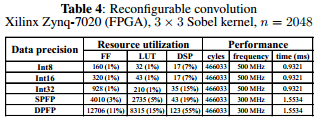 Table 4: Reconfigurable convolution
Xilinx Zynq-7020 (FPGA), 3 × 3 Sobel kernel, n = 2048
Data precision Resource utilization Performance
FF LUT DSP cyles frequency time (ms)
Int8 160 (1%) 32 (1%) 17 (7%) 466033 500 MHz 0.9321
Int16 320 (1%) 43 (1%) 17 (7%) 466033 500 MHz 0.9321
Int32 928 (1%) 210 (1%) 35 (15%) 466033 500 MHz 0.9321
SPFP 4010 (3%) 2735 (5%) 43 (19%) 466033 300 MHz 1.5534
DPFP 12706 (11%) 8315 (15%) 123 (55%) 466033 300 MHz 1.5534